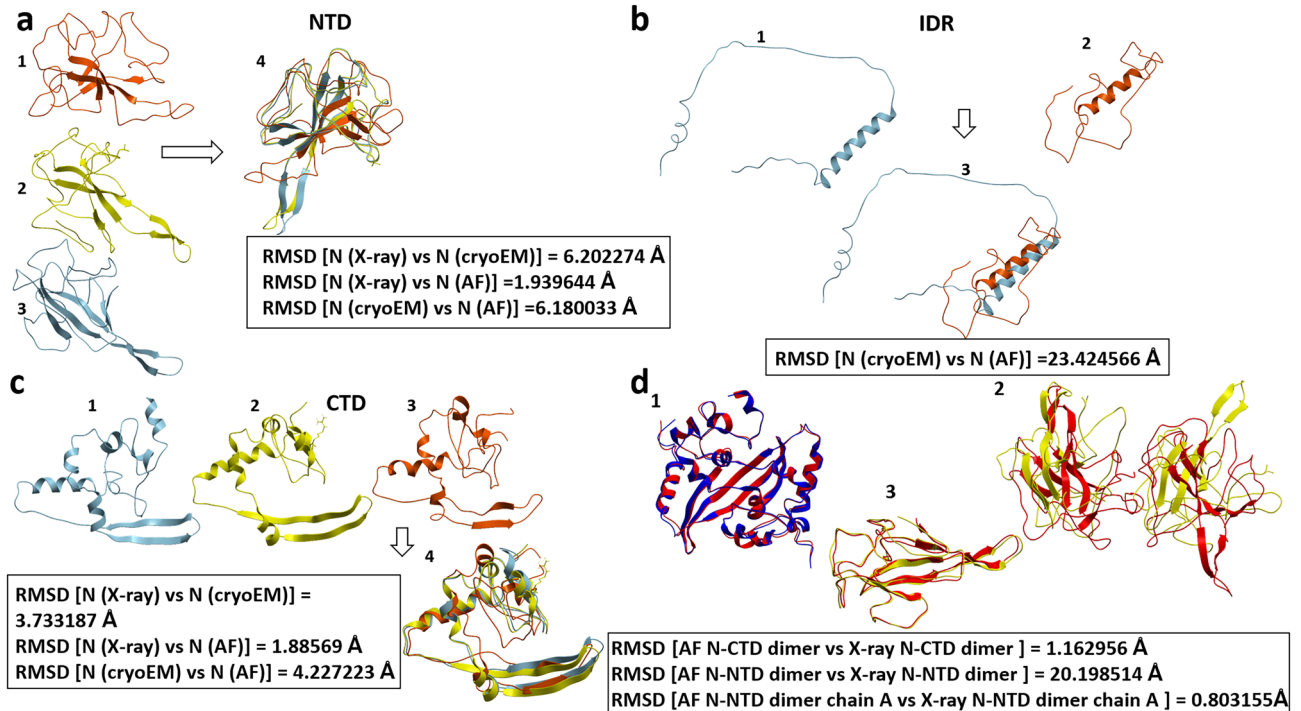 a
NTD
1
2
3
4
RMSD [N (X-ray) vs N (cryoEM)] = 6.202274 Å
RMSD [N (X-ray) vs N (AF)] =1.939644 Å
RMSD [N (cryoEM) vs N (AF)] =6.180033 Å
b
IDR
1
2
3
RMSD [N (cryoEM) vs N (AF)] =23.424566 Å
c
CTD
1
2
3
4
RMSD [N (X-ray) vs N (cryoEM)] =
3.733187 Å
RMSD [N (X-ray) vs N (AF)] = 1.88569 Å
RMSD [N (cryoEM) vs N (AF)] = 4.227223 Å
d
1
2
3
RMSD [AF N-CTD dimer vs X-ray N-CTD dimer ] = 1.162956 Å
RMSD [AF N-NTD dimer vs X-ray N-NTD dimer ] = 20.198514 Å
RMSD [AF N-NTD dimer chain A vs X-ray N-NTD dimer chain A ] = 0.803155Å